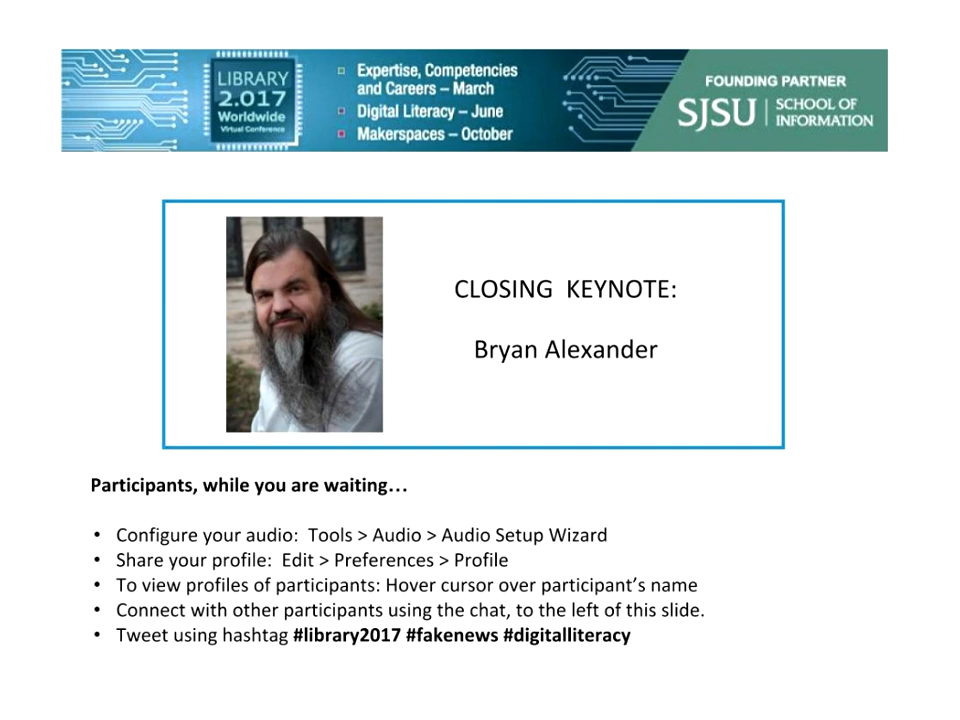 LIBRARY
2.017
Worldwide
Virtual Conference
Expertise, Competencies
and Careers – March
Digital Literacy – June
Makerspaces – October
FOUNDING PARTNER
SJSU | SCHOOL OF
INFORMATION
CLOSING KEYNOTE:
Bryan Alexander
Participants, while you are waiting…
• Configure your audio: Tools > Audio > Audio Setup Wizard
• Share your profile: Edit > Preferences > Profile
• To view profiles of participants: Hover cursor over participant’s name
• Connect with other participants using the chat, to the left of this slide.
• Tweet using hashtag #library2017 #fakenews #digitalliteracy